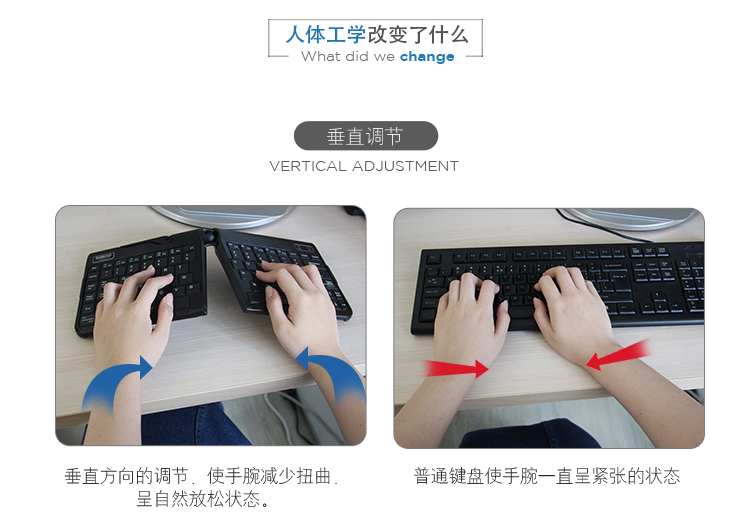 人体工学改变了什么
What did we change
垂直调节
VERTICAL ADJUSTMENT
垂直方向的调节、使手腕减少扭曲、
呈自然放松状态。
普通键盘使手腕一直呈紧张的状态